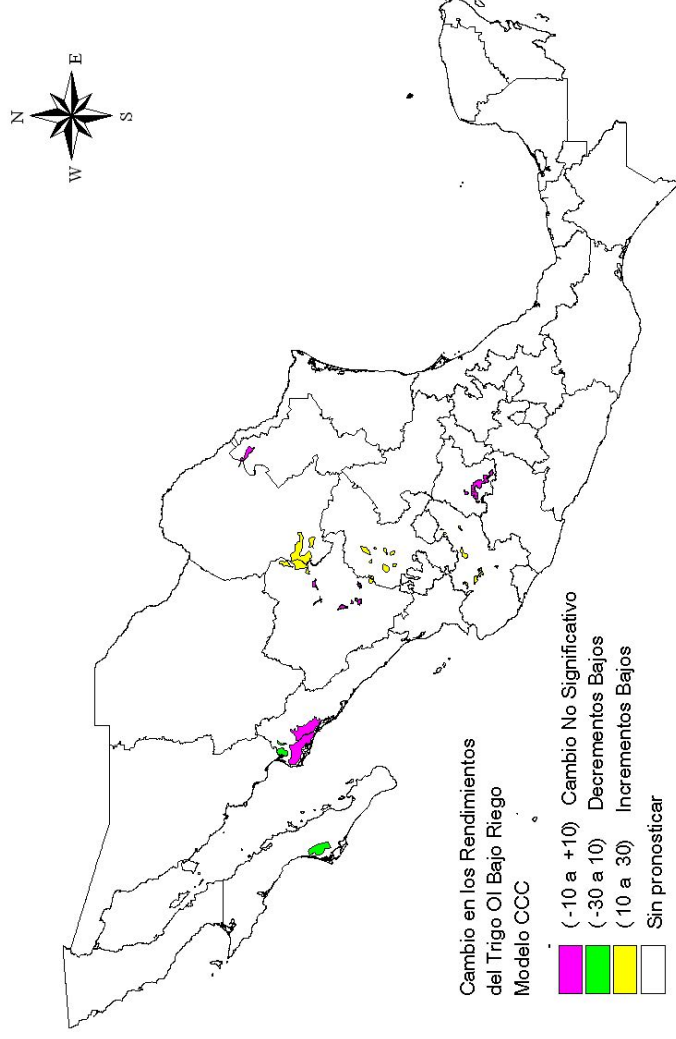 N
W
E
S
Cambio en los Rendimientos
del Trigo OI Bajo Riego
Modelo CCC
( -10 a +10) Cambio No Significativo
( -30 a 10) Decrementos Bajos
( 10 a 30) Incrementos Bajos
Sin pronosticar